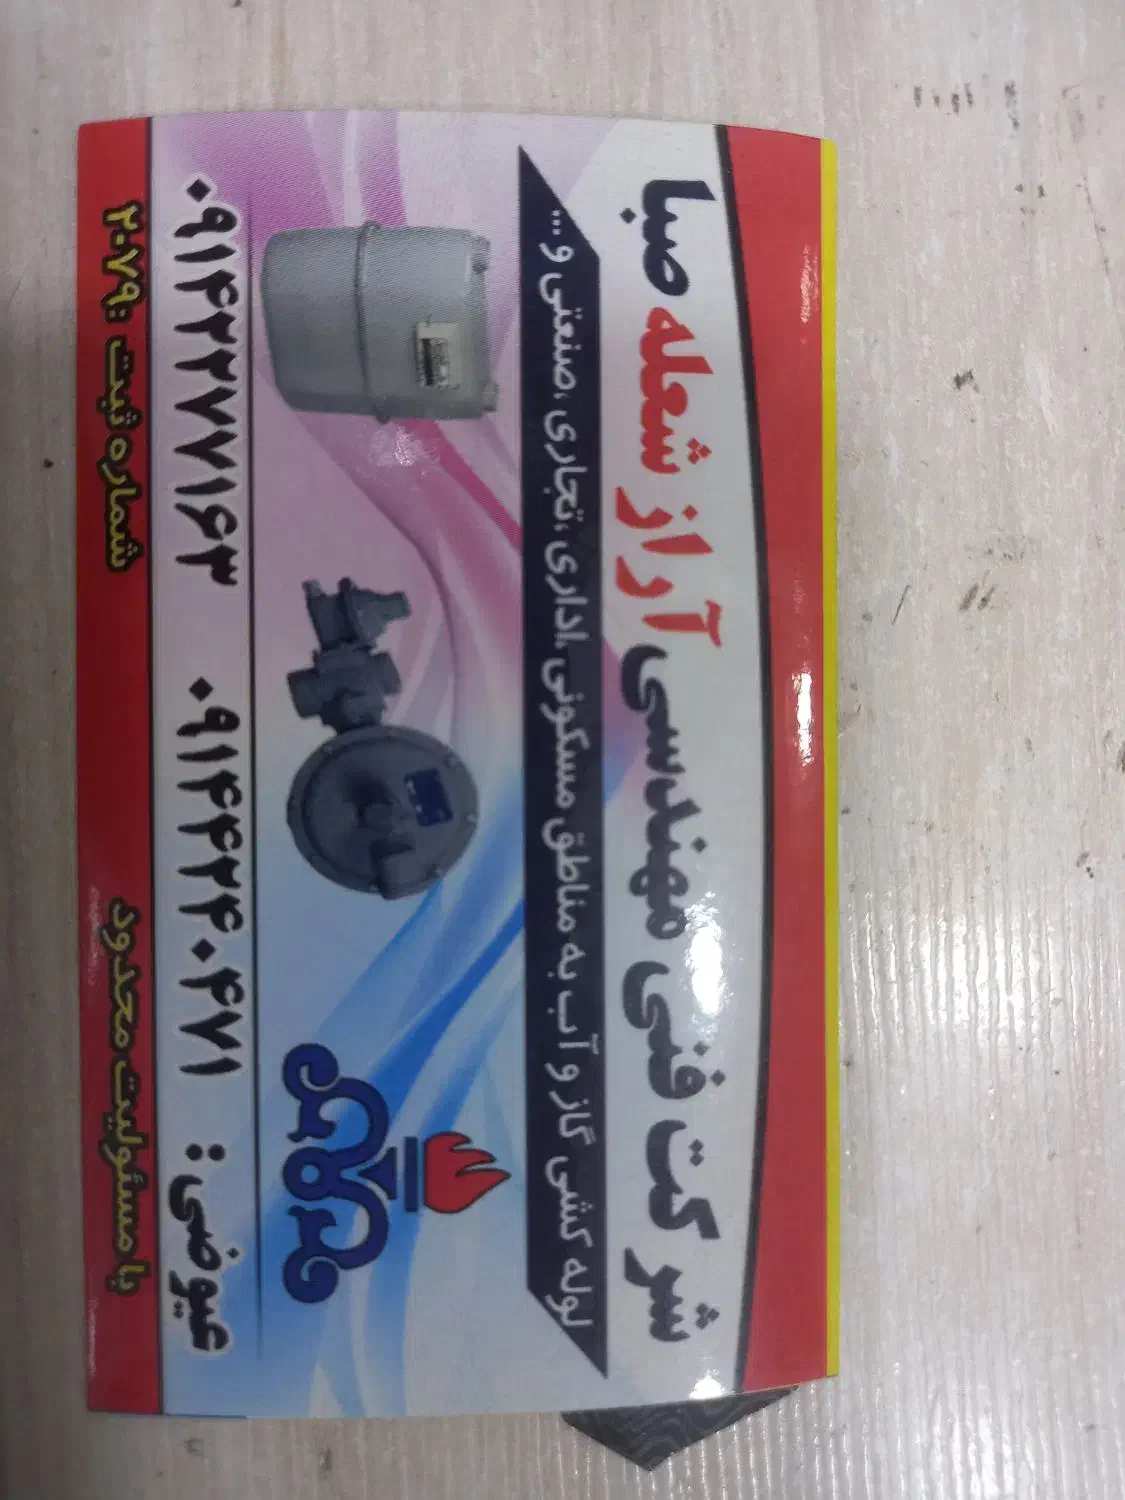 شرکت فنی مهندسی آراز شعله صبا
لوله کشی گاز و آب به مناطق مسکونی ،اداری ،تجاری ،صنعتی و ...
عیوضی: ۰۹۱۴۴۲۴۰۴۷۱ ۰۹۱۴۲۲۷۷۱۶۳
با مسئولیت محدود شماره ثبت :۲۰۷۹